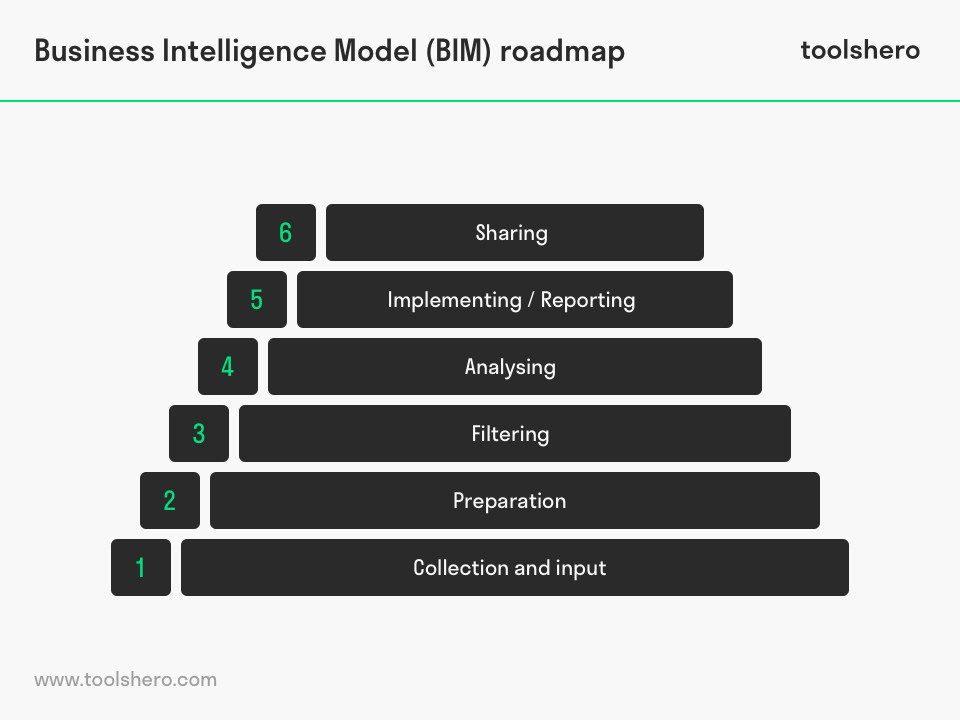 Business Intelligence Model (BIM) roadmap
toolshero
6 Sharing
5 Implementing / Reporting
4 Analysing
3 Filtering
2 Preparation
1 Collection and input
www.toolshero.com